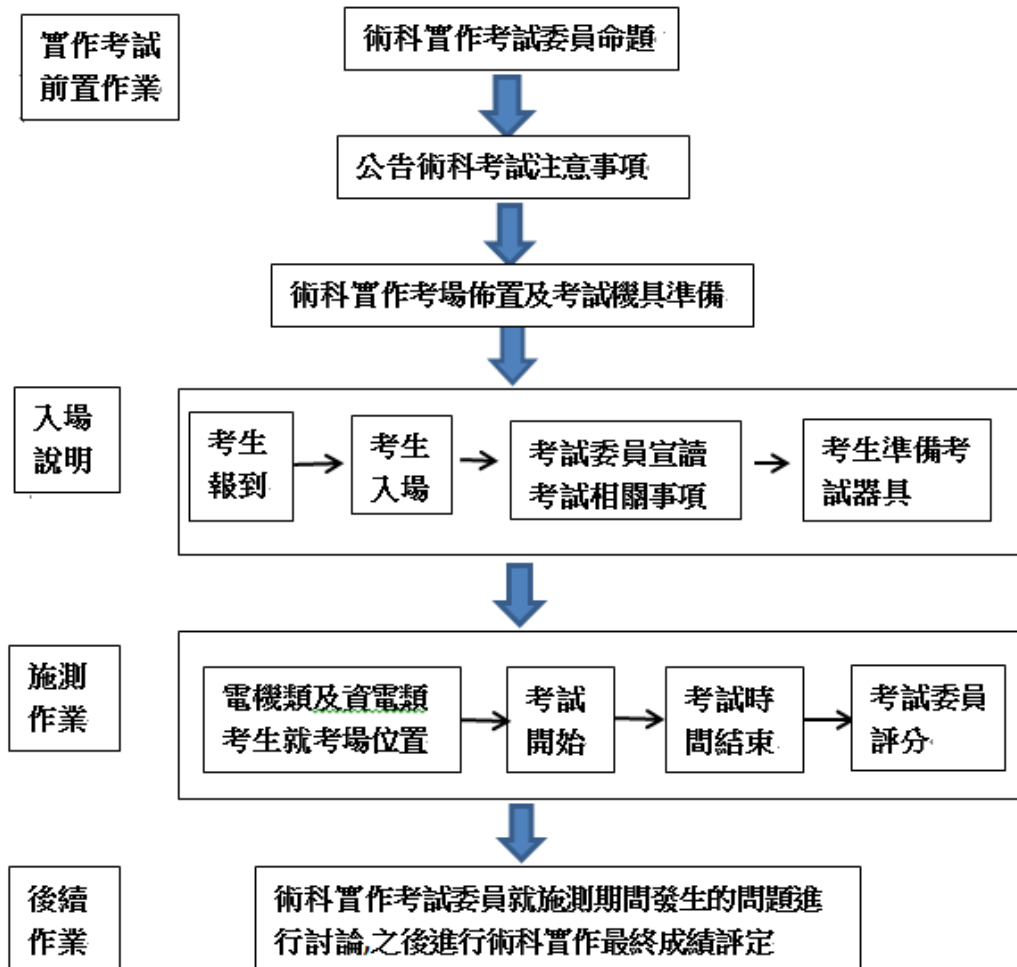 實作考試
前置作業
術科實作考試委員命題
公告術科考試注意事項
術科實作考場佈置及考試機具準備
入場
說明
考生
報到
考生
入場
考試委員宣讀
考試相關事項
考生準備考
試器具
施測
作業
電機類及資電類
考生就考場位置
考試
開始
考試時
間結束
考試委員
評分
後續
作業
術科實作考試委員就施測期間發生的問題進
行討論,之後進行術科實作最終成績評定